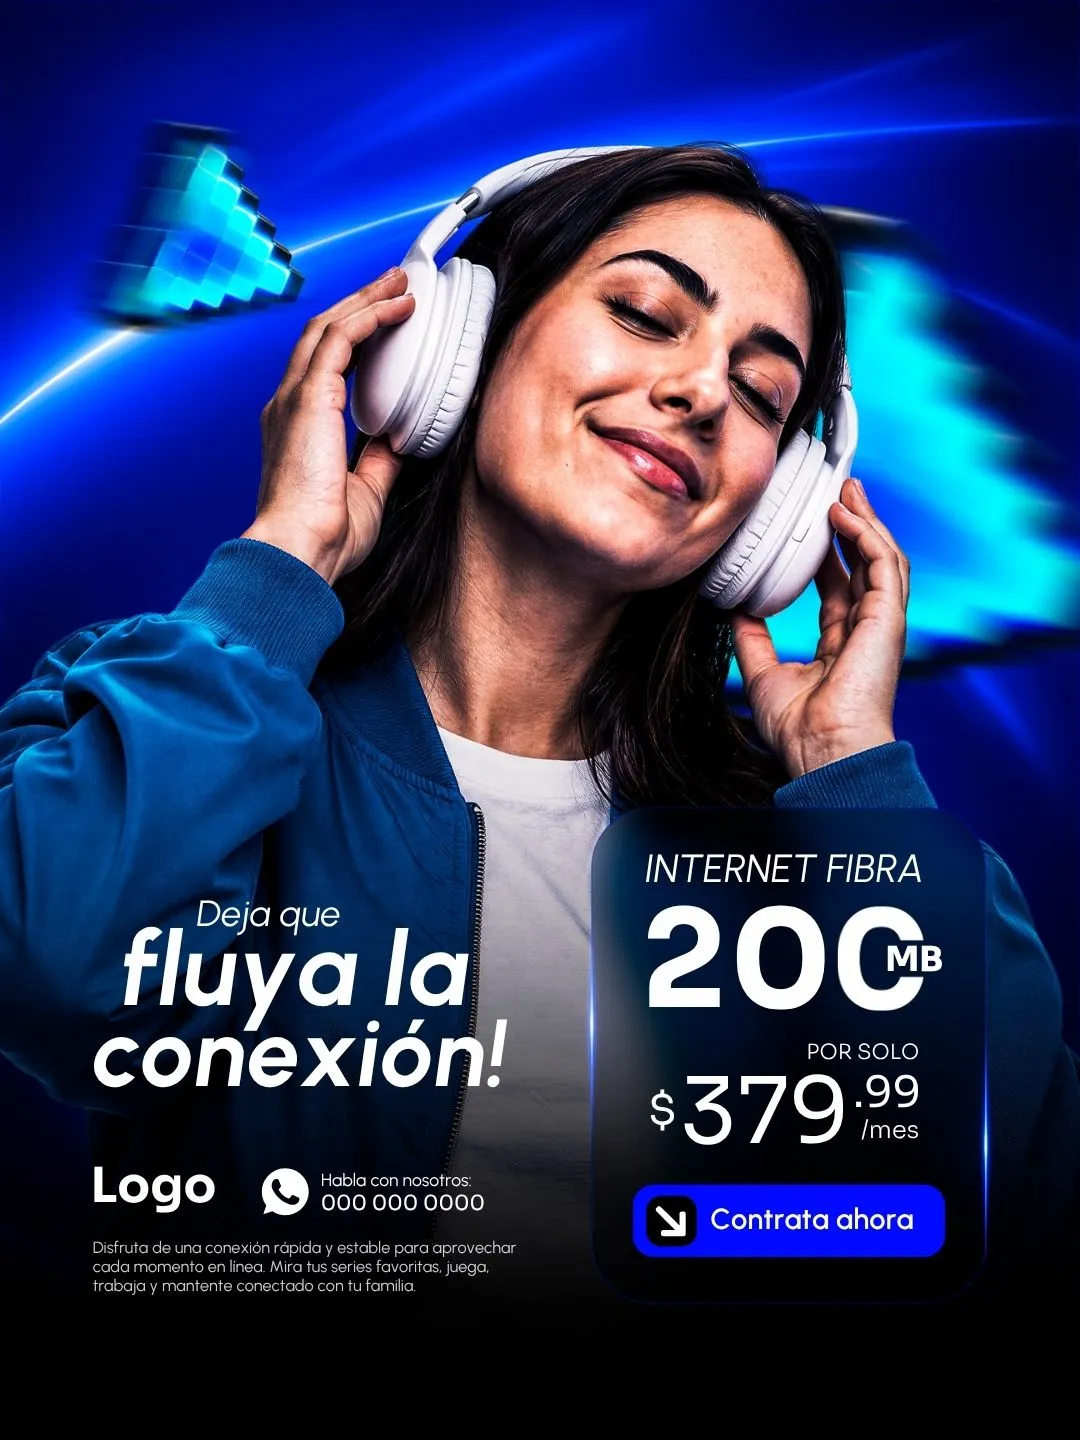 Deja que
fluya la
conexión!
Logo
Habla con nosotros:
000 000 0000
Disfruta de una conexión rápida y estable para aprovechar
cada momento en línea. Mira tus series favoritas, juega,
trabaja y mantente conectado con tu familia.
INTERNET FIBRA
200 MB
POR SOLO
$379.99
/mes
Contrata ahora